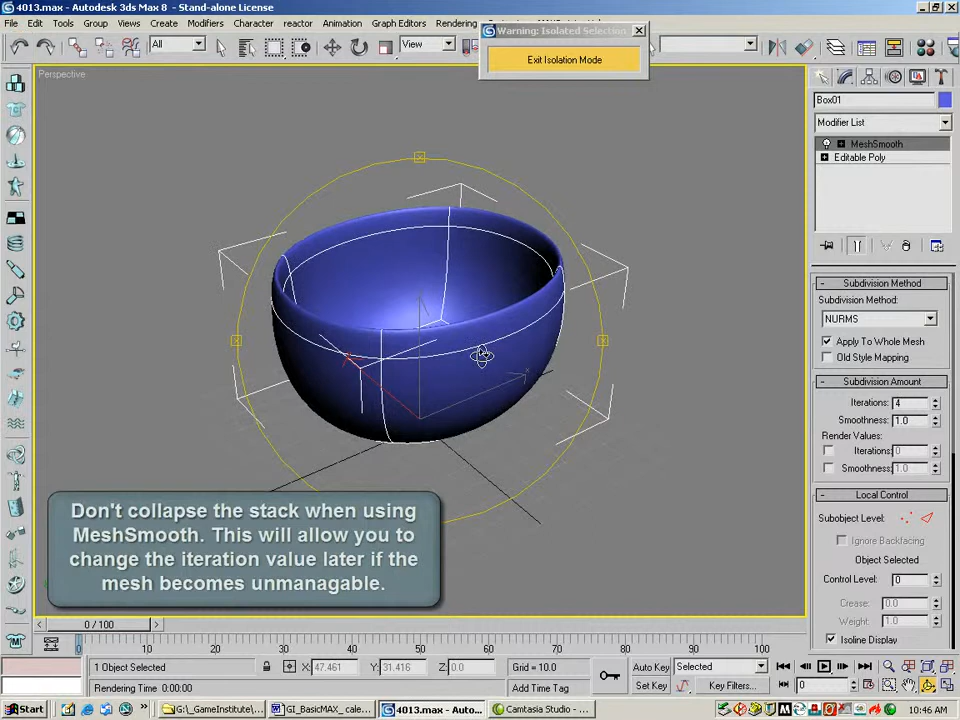 4013.max - Autodesk 3ds Max 8 - Stand-alone License
File Edit Tools Group Views Create Modifiers Character reactor Animation Graph Editors Rendering
Warning: Isolated Selection
Exit Isolation Mode
All
View
Perspective
Box01
Modifier List
MeshSmooth
Editable Poly
Subdivision Method
Subdivision Method:
NURMS
Apply To Whole Mesh
Old Style Mapping
Subdivision Amount
Iterations: 4
Smoothness: 1.0
Render Values:
Iterations: 0
Smoothness: 1.0
Local Control
Subobject Level:
Ignore Backfacing
Object Selected
Control Level: 0
Crease: 0.0
Weight: 1.0
Isoline Display
Don't collapse the stack when using
MeshSmooth. This will allow you to
change the iteration value later if the
mesh becomes unmanagable.
0 / 100
0 10 20 30 40 50 60 70 80 90 100
1 Object Selected X: 47.461 Y: 31.416 Z: 0.0 Grid = 10.0 Auto Key Selected
Rendering Time 0:00:00 Add Time Tag Set Key Key Filters... 0
Start G:\_GameInstitute\... GI_BasicMAX_ cale... 4013.max - Auto... Camtasia Studio - ... 10:46 AM